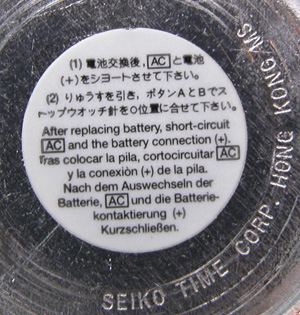 (1) 電池交換後, AC と電池
(+)をショートさせて下さい。
(2) りゅうずを引き, ボタンAとBでス
トップウオッチ針を0位置に合せて下さい。
After replacing battery, short-circuit
AC and the battery connection (+).
Tras colocar la pila, cortocircuitar AC
y la conexiòn (+) de la pila.
Nach dem Auswechseln der
Batterie, AC und die Batterie-
kontaktierung (+)
Kurzschließen.
SEIKO TIME CORP. HONG KONG-MS